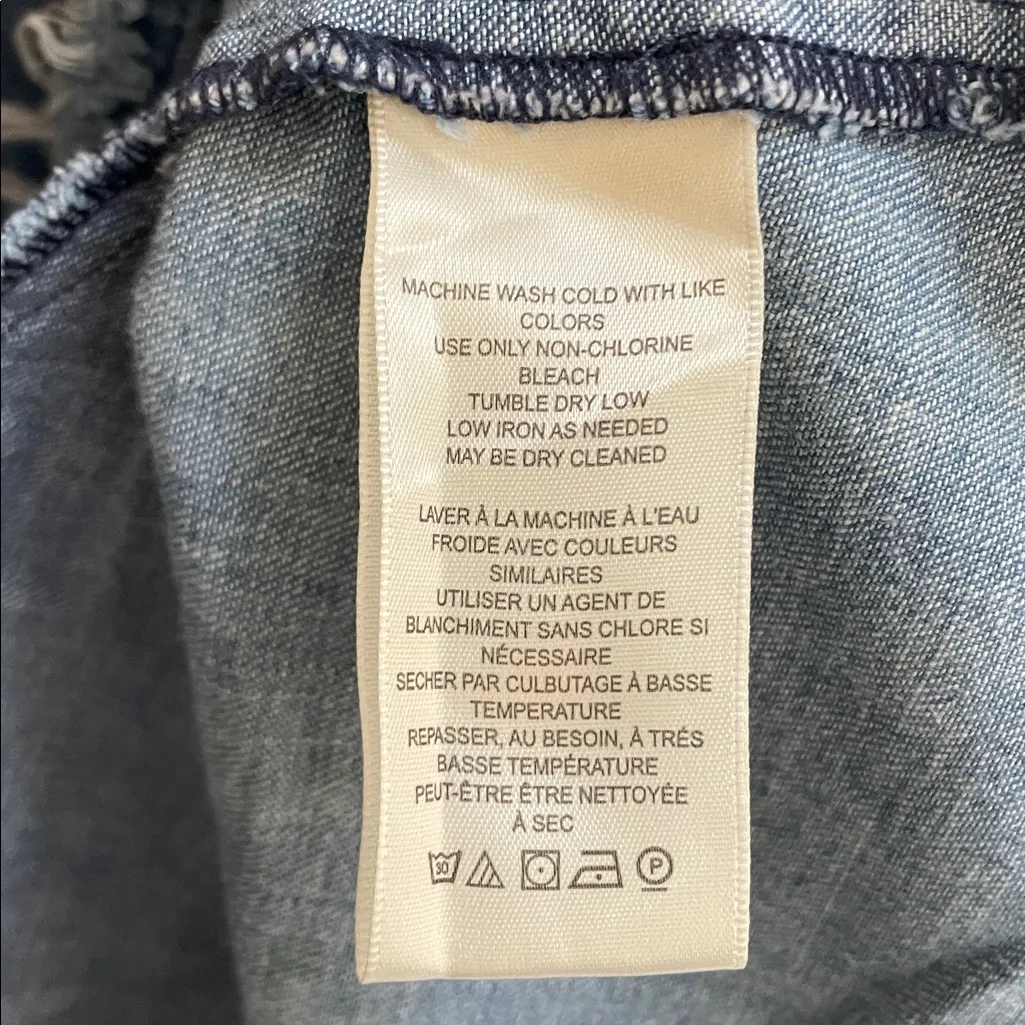 MACHINE WASH COLD WITH LIKE
COLORS
USE ONLY NON-CHLORINE
BLEACH
TUMBLE DRY LOW
LOW IRON AS NEEDED
MAY BE DRY CLEANED
LAVER À LA MACHINE À L'EAU
FROIDE AVEC COULEURS
SIMILAIRES
UTILISER UN AGENT DE
BLANCHIMENT SANS CHLORE SI
NÉCESSAIRE
SECHER PAR CULBUTAGE À BASSE
TEMPERATURE
REPASSER, AU BESOIN, À TRÉS
BASSE TEMPÉRATURE
PEUT-ÊTRE ÊTRE NETTOYÉE
À SEC
30 P